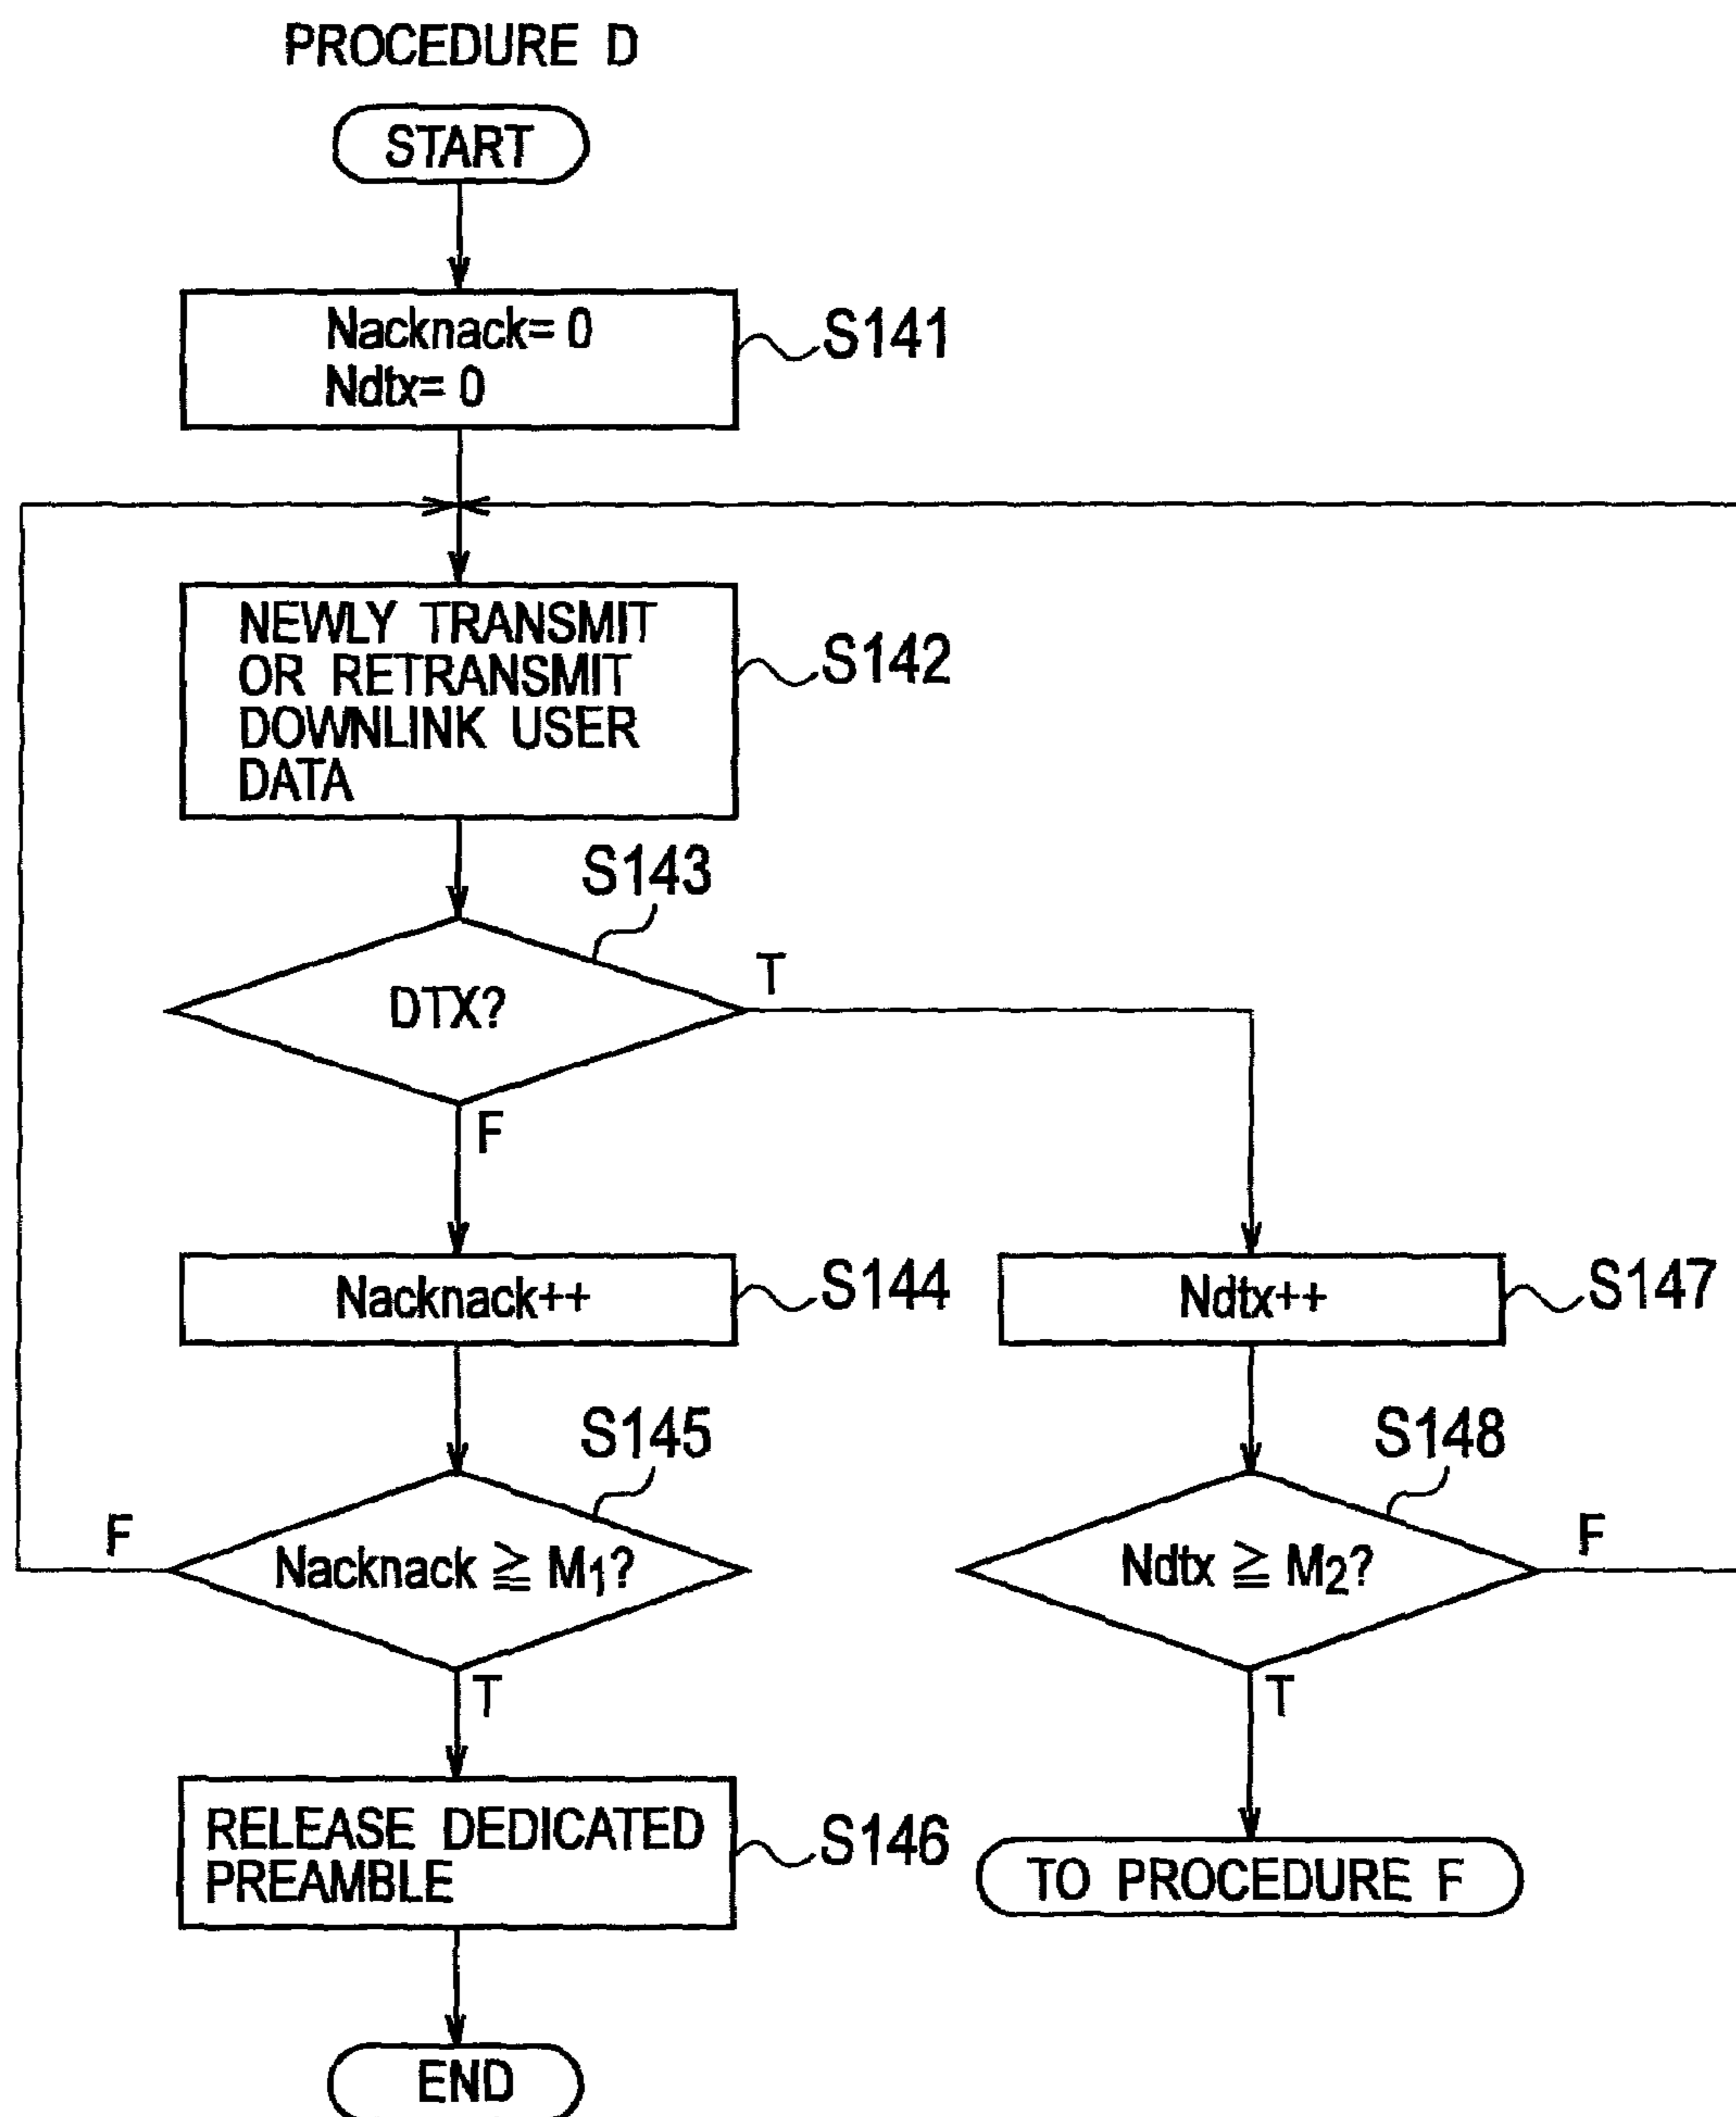 PROCEDURE D
START
Nacknack= 0
Ndtx= 0
S141
NEWLY TRANSMIT
OR RETRANSMIT
DOWNLINK USER
DATA
S142
S143
DTX?
T
F
Nacknack++
S144
Ndtx++
S147
S145
Nacknack ≧ M1?
F
T
S148
Ndtx ≧ M2?
F
T
RELEASE DEDICATED
PREAMBLE
S146
TO PROCEDURE F
END